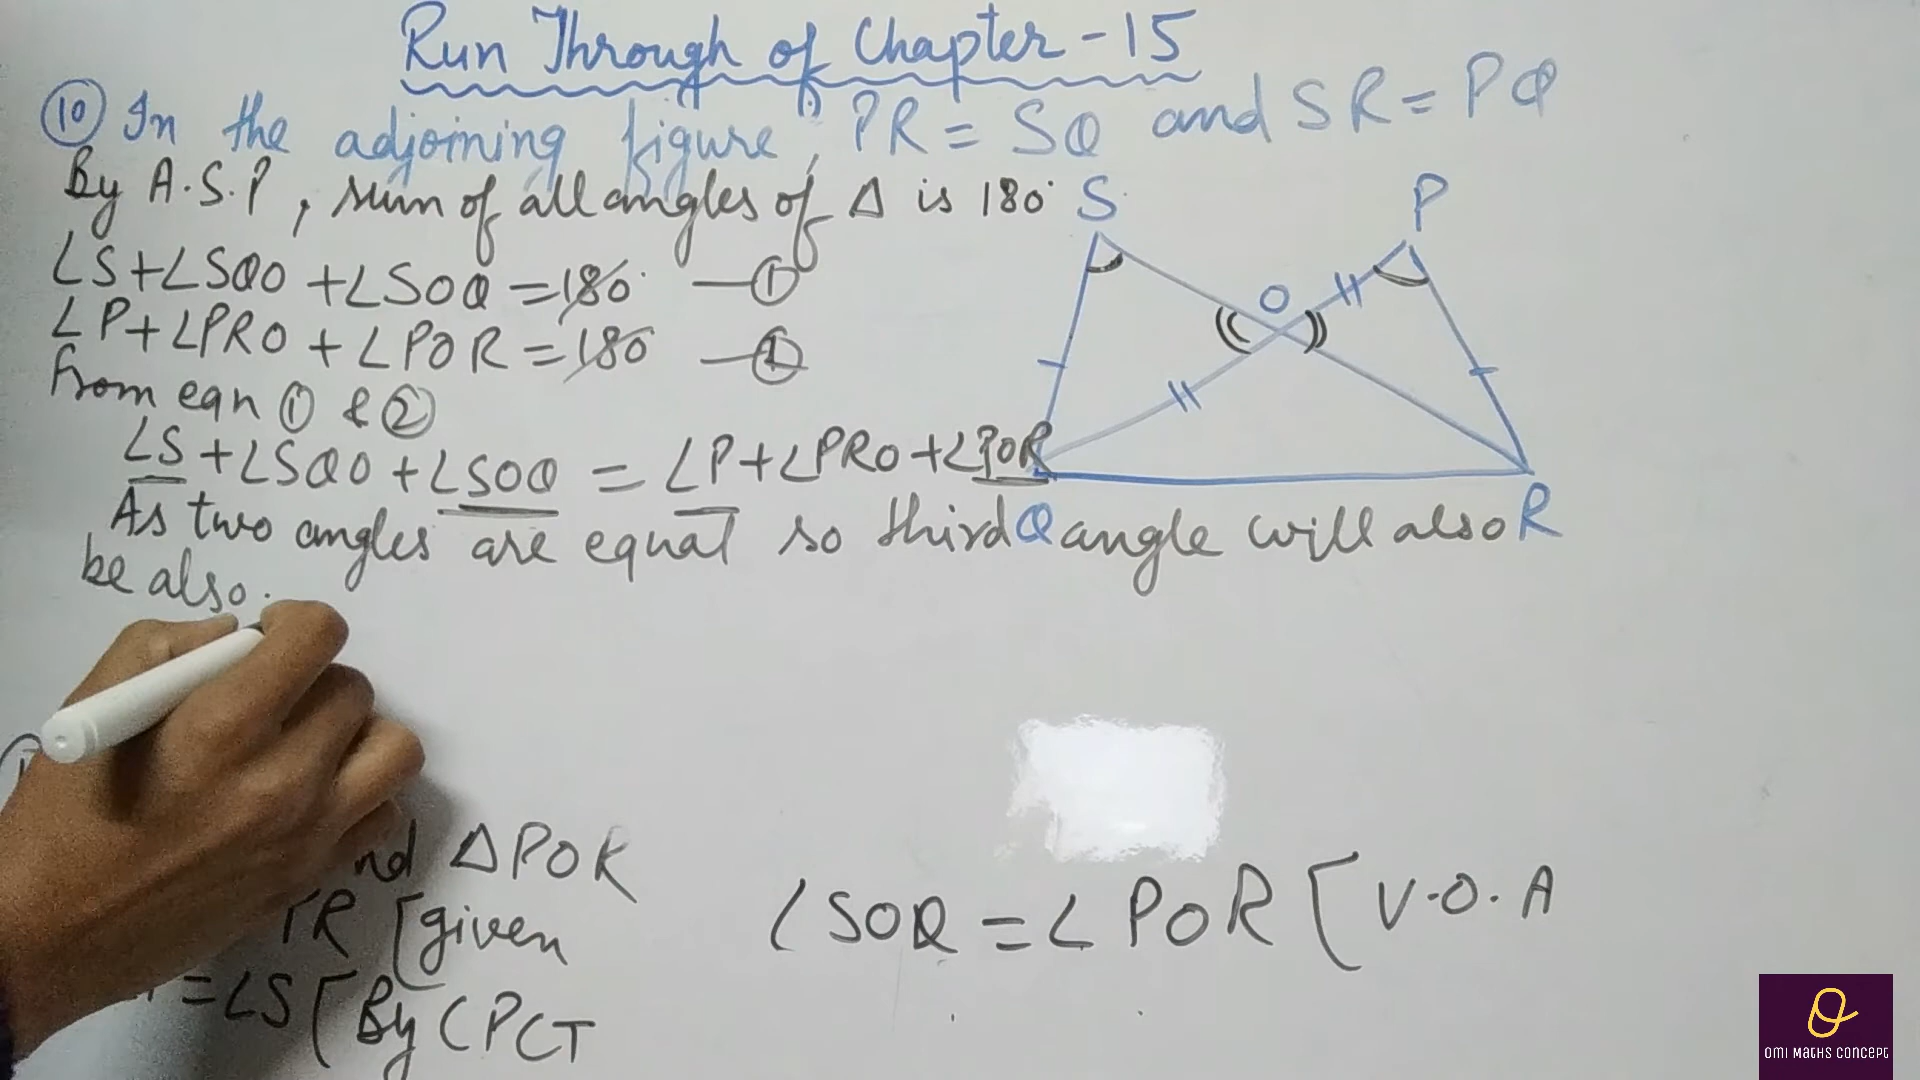 Run Through of Chapter-15
(10) In the adjoining figure, PR = SQ and SR = PQ
By A.S.P, sum of all angles of Δ is 180°
∠S+∠SQO+∠SOQ=180° —(1)
∠P+∠PRO+∠POR=180 —(2)
From eqn (1) & (2)
∠S+∠SQO+∠SOQ = ∠P+∠PRO+∠POR
As two angles are equal so third angle will also
be also.
S
P
O
Q
R
nd ΔPOR
PR [given
=∠S [By CPCT
∠SOQ=∠POR [V.O.A
OMI MATHS CONCEPT